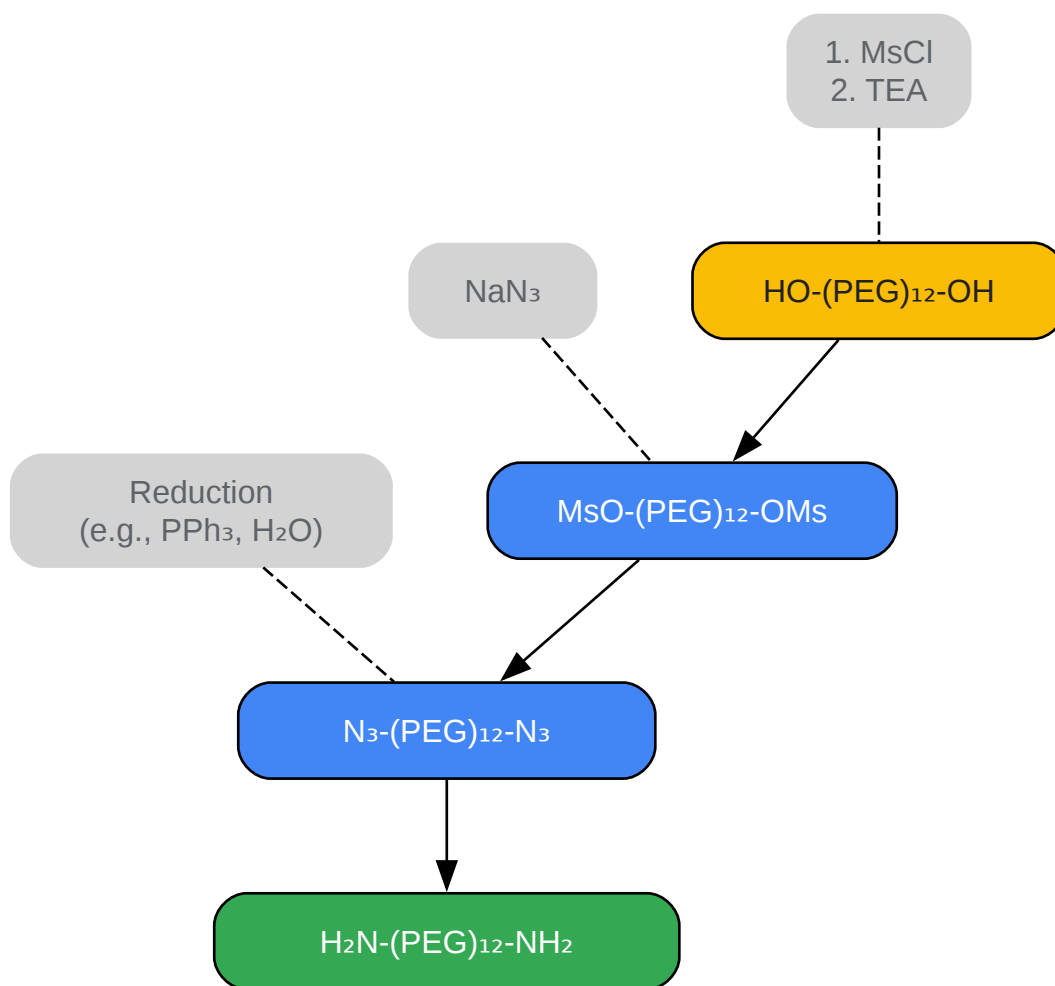 1. MsCl
2. TEA
NaN₃
HO-(PEG)₁₂-OH
Reduction
(e.g., PPh₃, H₂O)
MsO-(PEG)₁₂-OMs
N₃-(PEG)₁₂-N₃
H₂N-(PEG)₁₂-NH₂